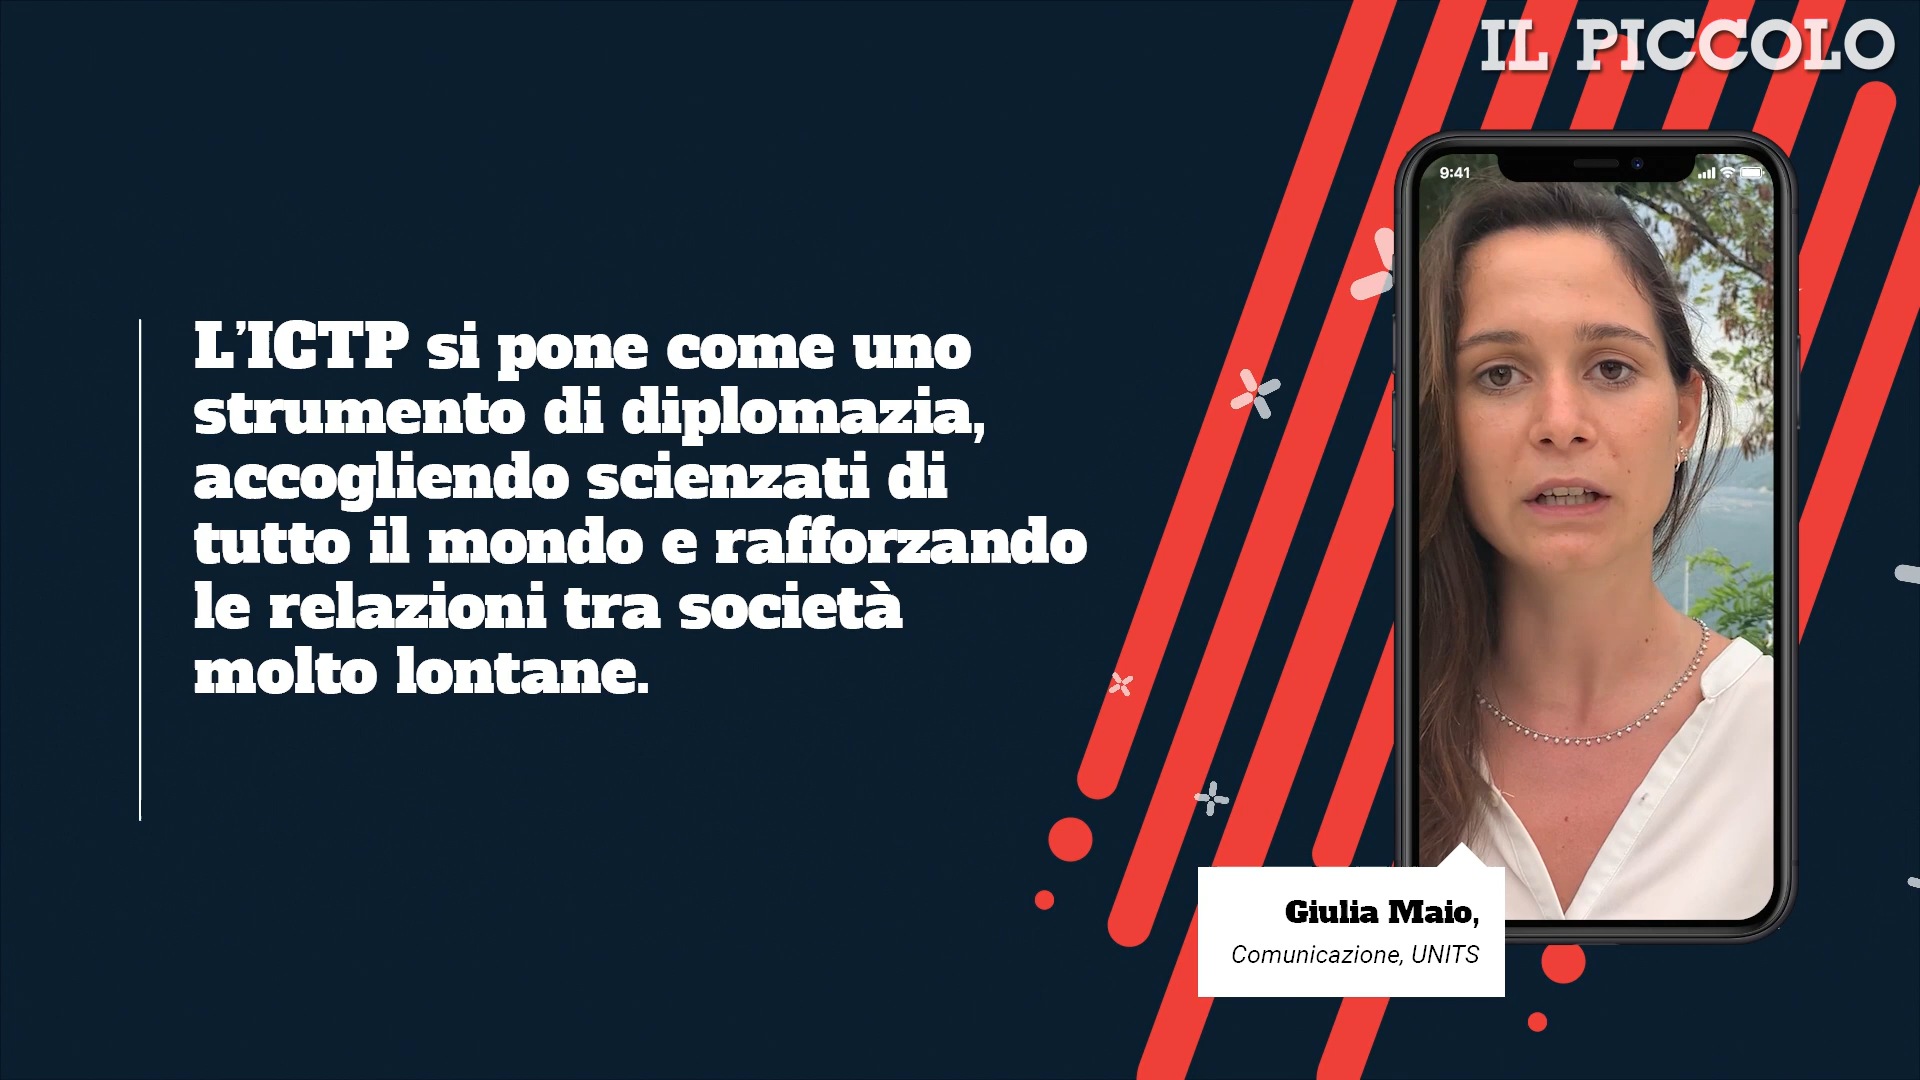 IL PICCOLO
9:41
L’ICTP si pone come uno
strumento di diplomazia,
accogliendo scienzati di
tutto il mondo e rafforzando
le relazioni tra società
molto lontane.
Giulia Maio,
Comunicazione, UNITS